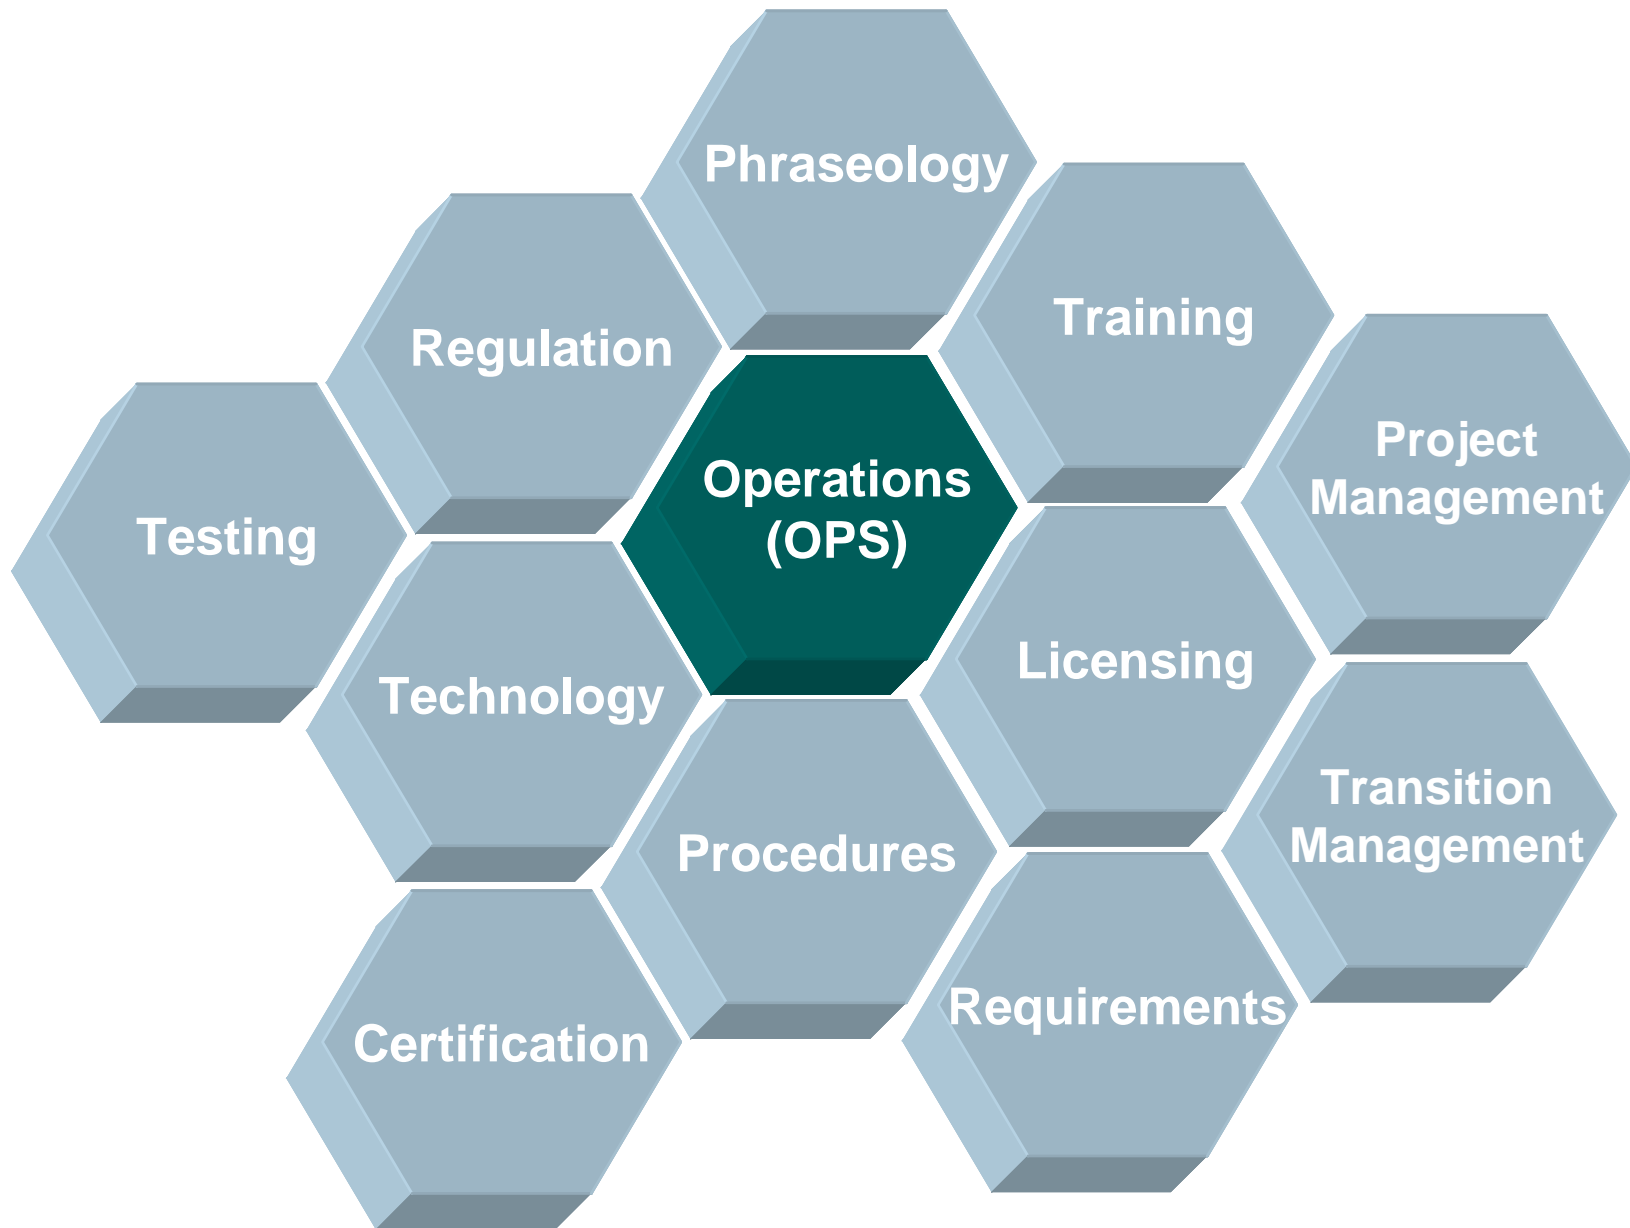 Phraseology
Training
Regulation
Project
Management
Operations
(OPS)
Testing
Licensing
Technology
Transition
Management
Procedures
Requirements
Certification